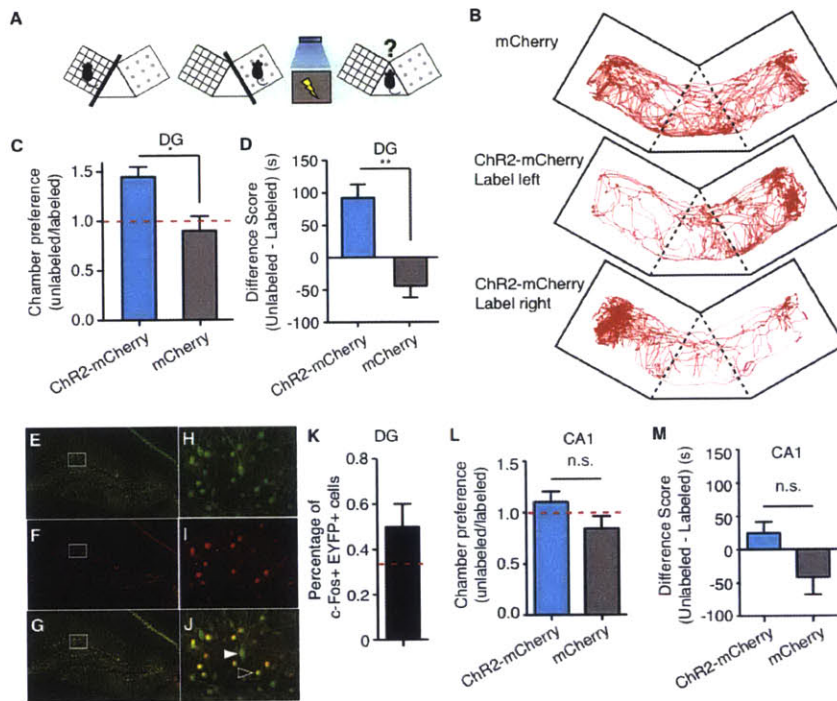 A
?
B
mCherry
ChR2-mCherry
Label left
ChR2-mCherry
Label right
C
DG
*
Chamber preference
(unlabeled/labeled)
1.5
1.0
0.5
0.0
ChR2-mCherry
mCherry
D
DG
**
Difference Score
(Unlabeled - Labeled) (s)
150
100
50
0
-50
-100
ChR2-mCherry
mCherry
E
F
G
H
I
J
K
DG
Percentage of
c-Fos+ EYFP+ cells
0.8
0.6
0.4
0.2
0
L
CA1
n.s.
Chamber preference
(unlabeled/labeled)
1.5
1.0
0.5
0.0
ChR2-mCherry
mCherry
M
CA1
n.s.
Difference Score
(Unlabeled - Labeled) (s)
150
100
50
0
-50
-100
ChR2-mCherry
mCherry